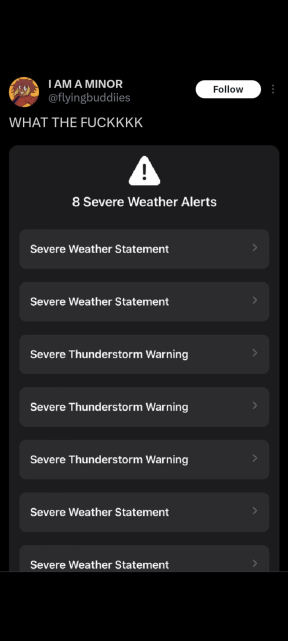 I AM A MINOR
@flyingbuddiies
Follow
WHAT THE FUCKKKK
8 Severe Weather Alerts
Severe Weather Statement
Severe Weather Statement
Severe Thunderstorm Warning
Severe Thunderstorm Warning
Severe Thunderstorm Warning
Severe Weather Statement
Severe Weather Statement